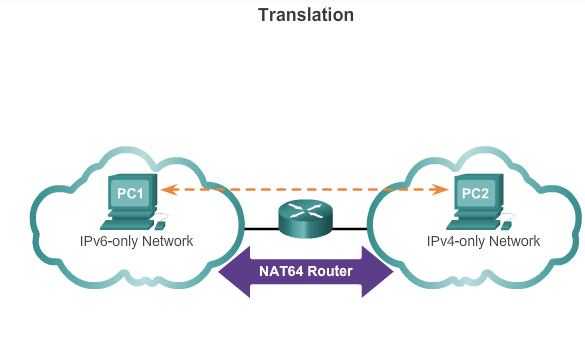 Translation
PC1
PC2
IPv6-only Network
IPv4-only Network
NAT64 Router